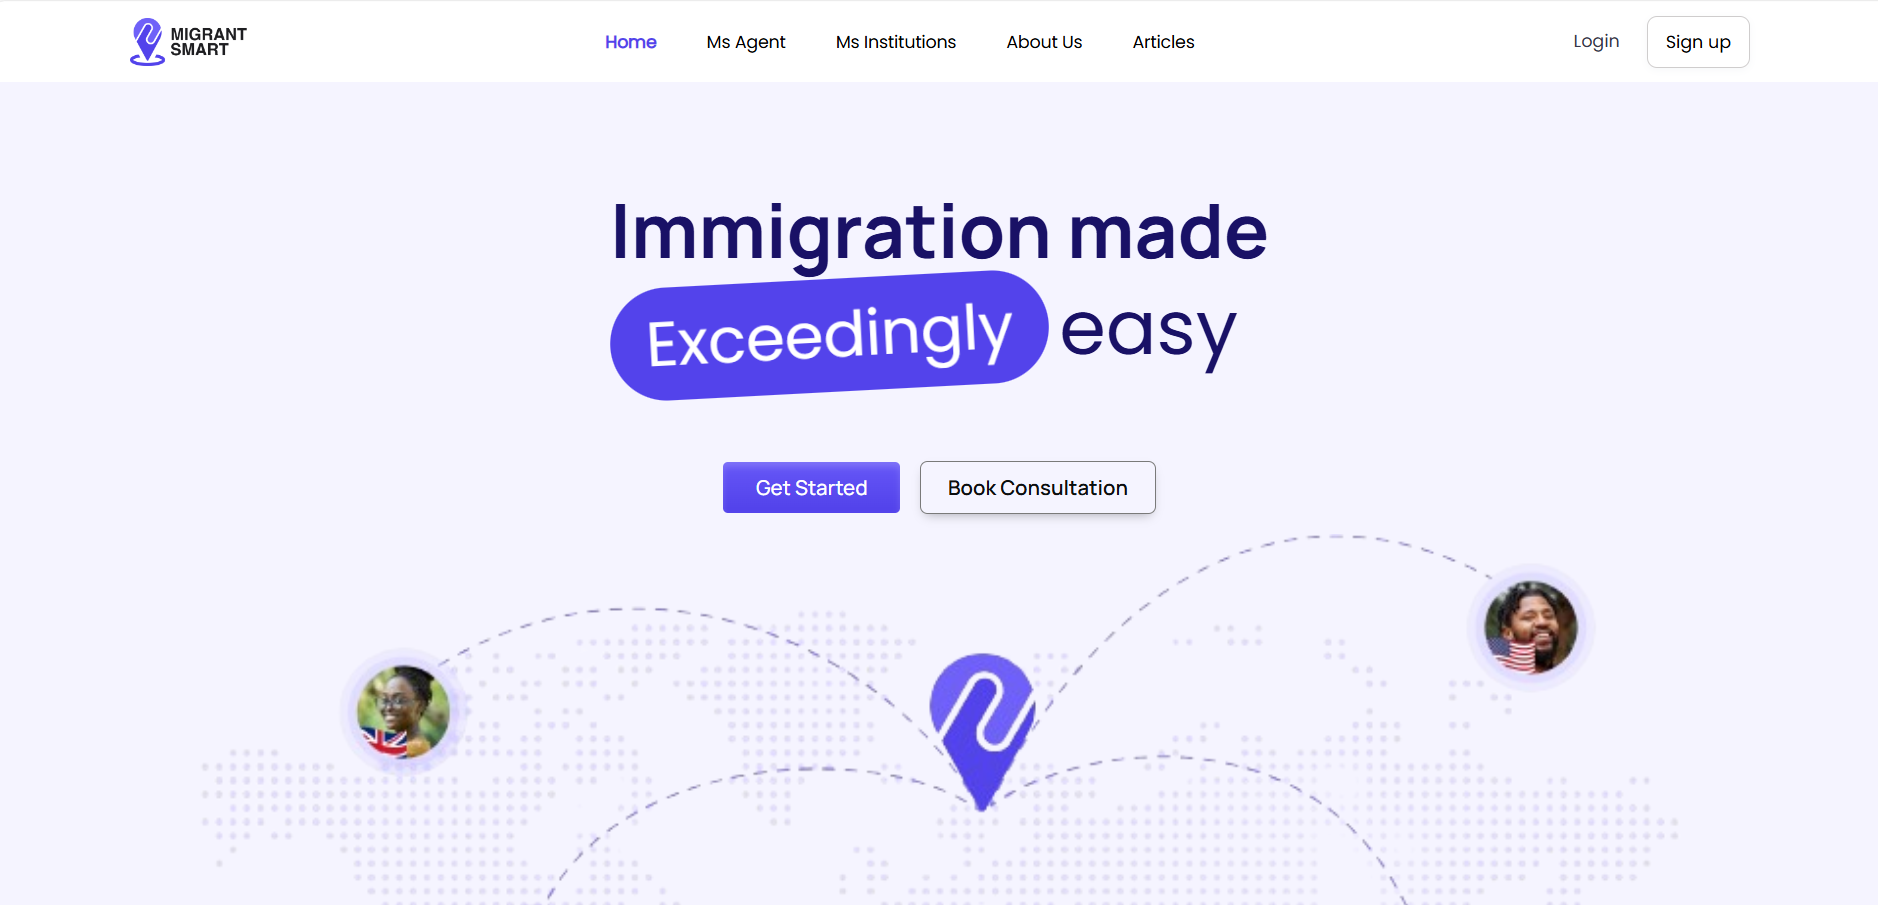 MIGRANT
SMART
Home
Ms Agent
Ms Institutions
About Us
Articles
Login
Sign up
Immigration made
Exceedingly easy
Get Started
Book Consultation